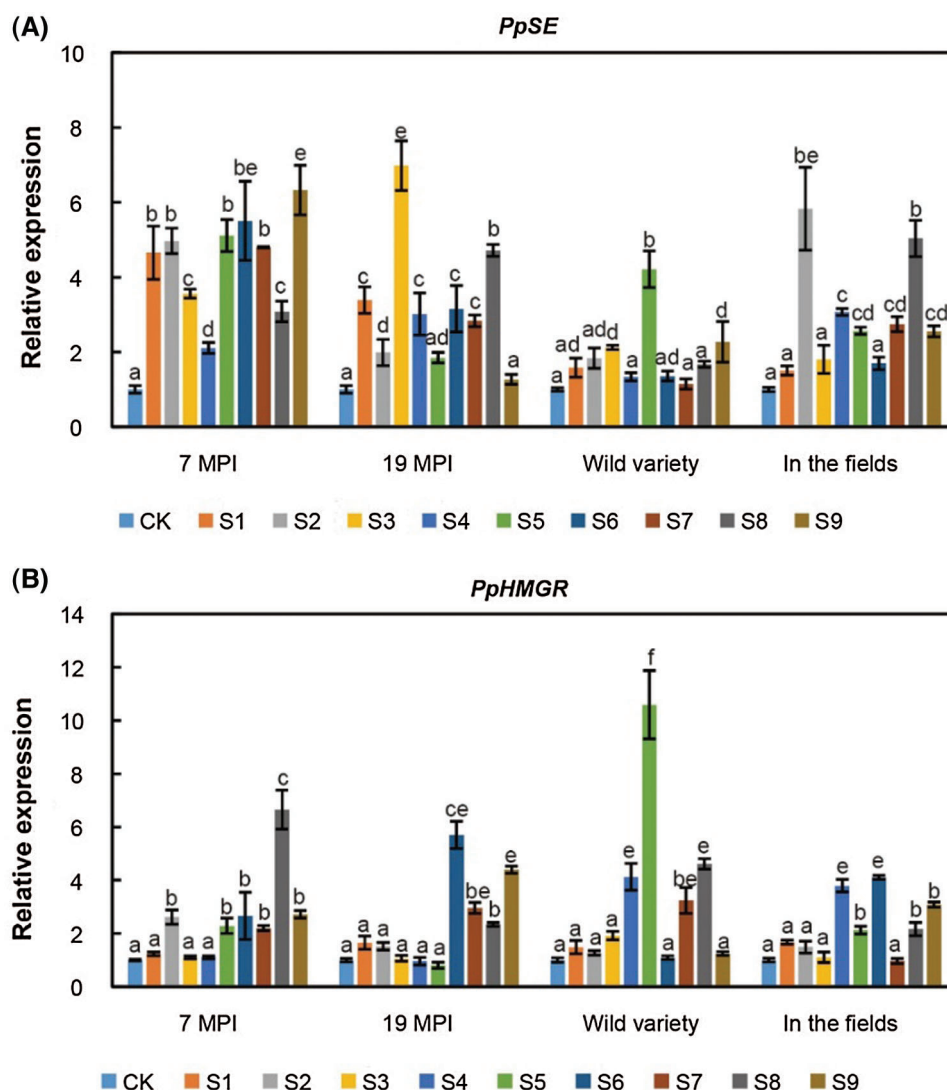 (A)
PpSE
Relative expression
10
8
6
4
2
0
a b b c d b be b c e
a c d e c ad c c b a
a ad ad d a b ad a a d
a a be a c cd a cd b cd
7 MPI 19 MPI Wild variety In the fields
CK S1 S2 S3 S4 S5 S6 S7 S8 S9
(B)
PpHMGR
Relative expression
14
12
10
8
6
4
2
0
a a b a a b b b c b
a a a a a a ce be b e
a a a a e f a be e a
a a a a e b e a b b
7 MPI 19 MPI Wild variety In the fields
CK S1 S2 S3 S4 S5 S6 S7 S8 S9